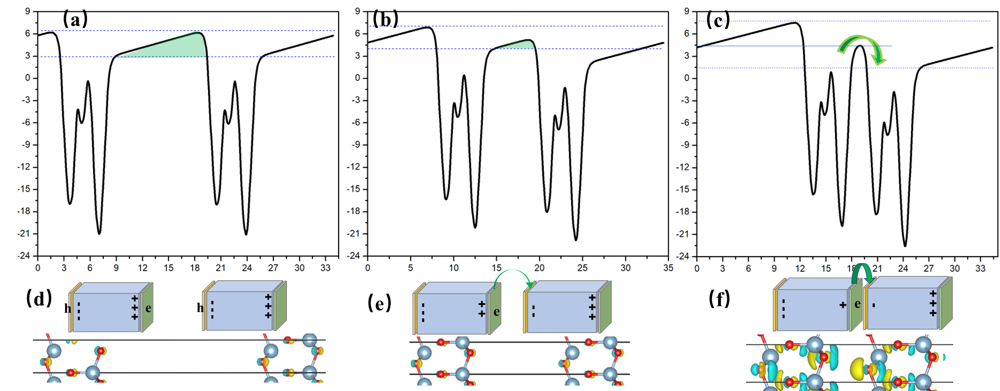 (a)
9
6
3
0
-3
-6
-9
-12
-15
-18
-21
-24
0 3 6 9 12 15 18 21 24 27 30 33
(b)
9
6
3
0
-3
-6
-9
-12
-15
-18
-21
-24
0 5 10 15 20 25 30 35
(c)
9
6
3
0
-3
-6
-9
-12
-15
-18
-21
-24
0 3 6 9 12 15 18 21 24 27 30 33
(d)
h - - - + + + e
h - - - + + +
(e)
- - - + + e
- - + + +
(f)
- - - + e
- + + +